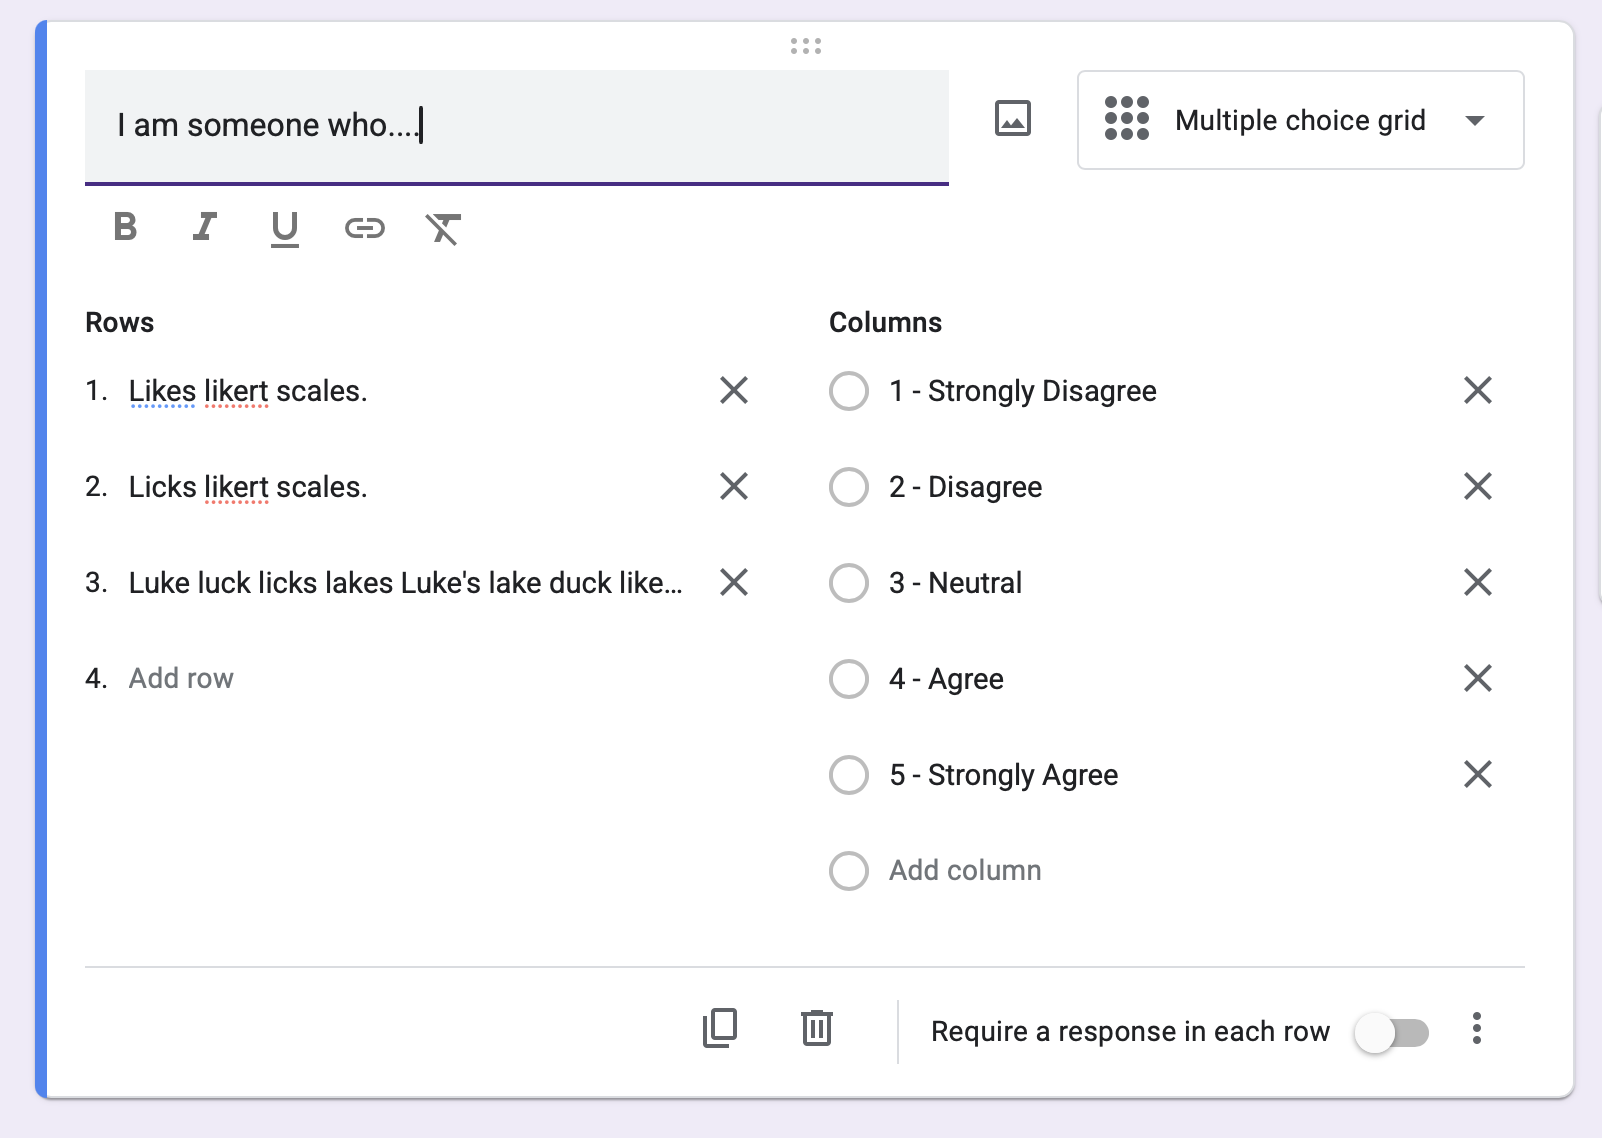 I am someone who....
Multiple choice grid
B I U
Rows
Columns
1. Likes likert scales.
1 - Strongly Disagree
2. Licks likert scales.
2 - Disagree
3. Luke luck licks lakes Luke's lake duck like...
3 - Neutral
4. Add row
4 - Agree
5 - Strongly Agree
Add column
Require a response in each row